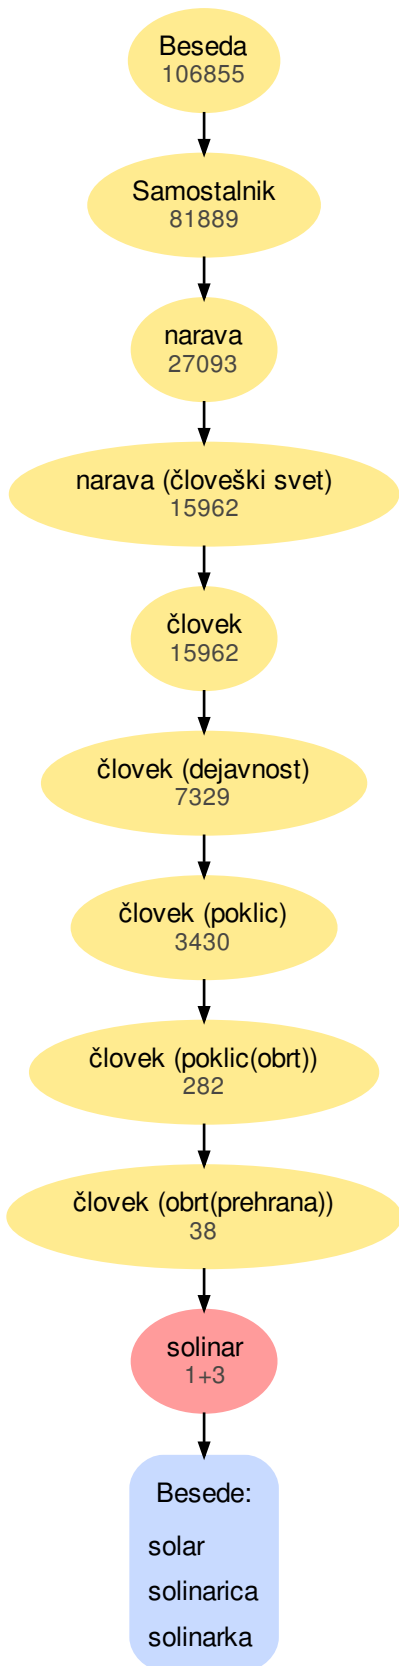 Beseda
106855
Samostalnik
81889
narava
27093
narava (človeški svet)
15962
človek
15962
človek (dejavnost)
7329
človek (poklic)
3430
človek (poklic(obrt))
282
človek (obrt(prehrana))
38
solinar
1+3
Besede:
solar
solinarica
solinarka